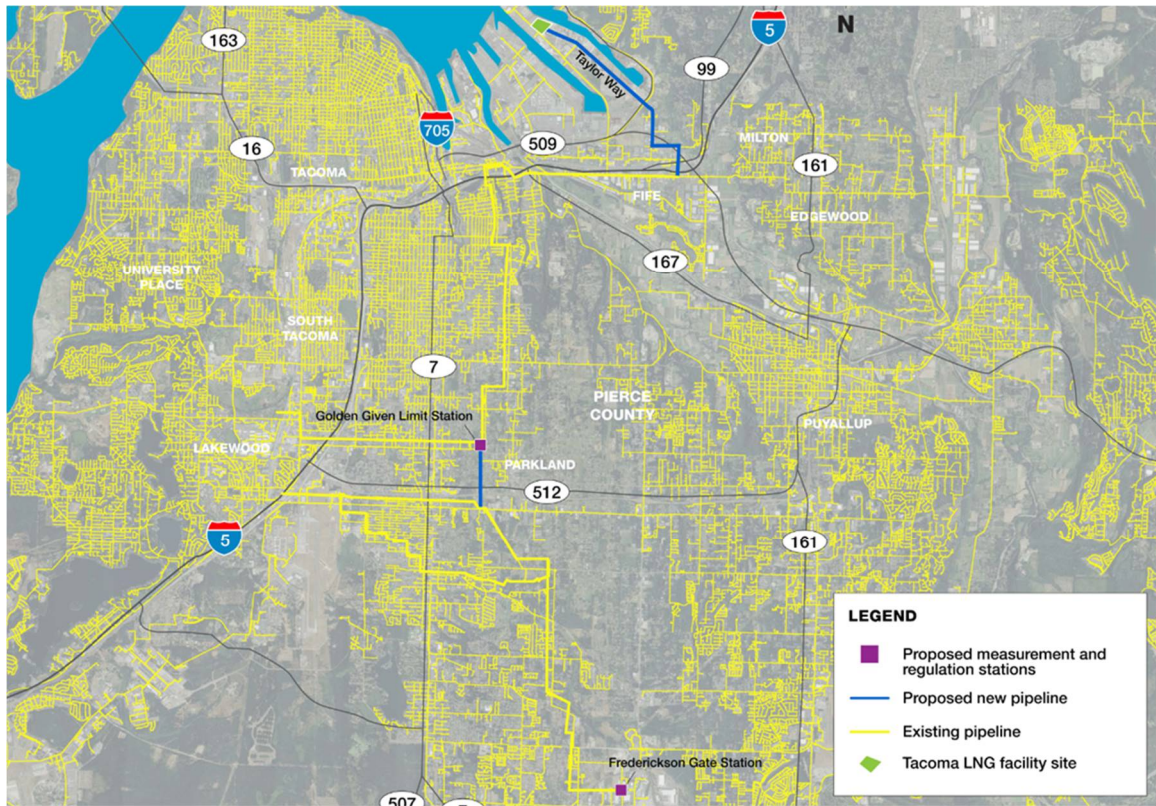 163
5
N
99
Taylor Way
705
509
MILTON
16
161
TACOMA
FIFE
EDGEWOOD
167
UNIVERSITY
PLACE
SOUTH
TACOMA
7
PIERCE
COUNTY
Golden Given Limit Station
PUYALLUP
LAKEWOOD
PARKLAND
512
5
161
LEGEND
Proposed measurement and
regulation stations
Proposed new pipeline
Existing pipeline
Tacoma LNG facility site
Frederickson Gate Station
507